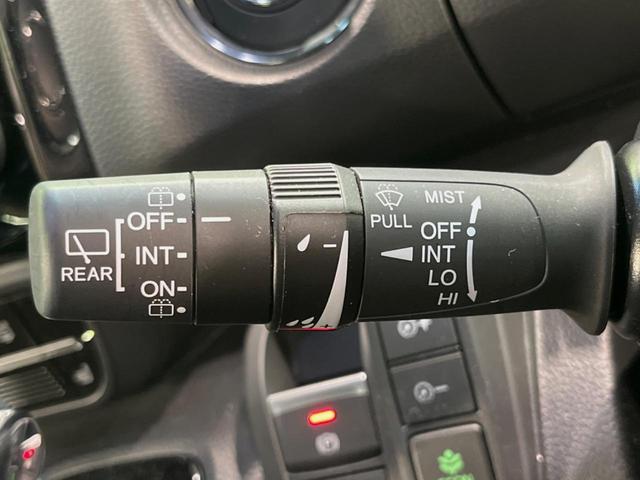 REAR
OFF
INT
ON
PULL
MIST
OFF
INT
LO
HI